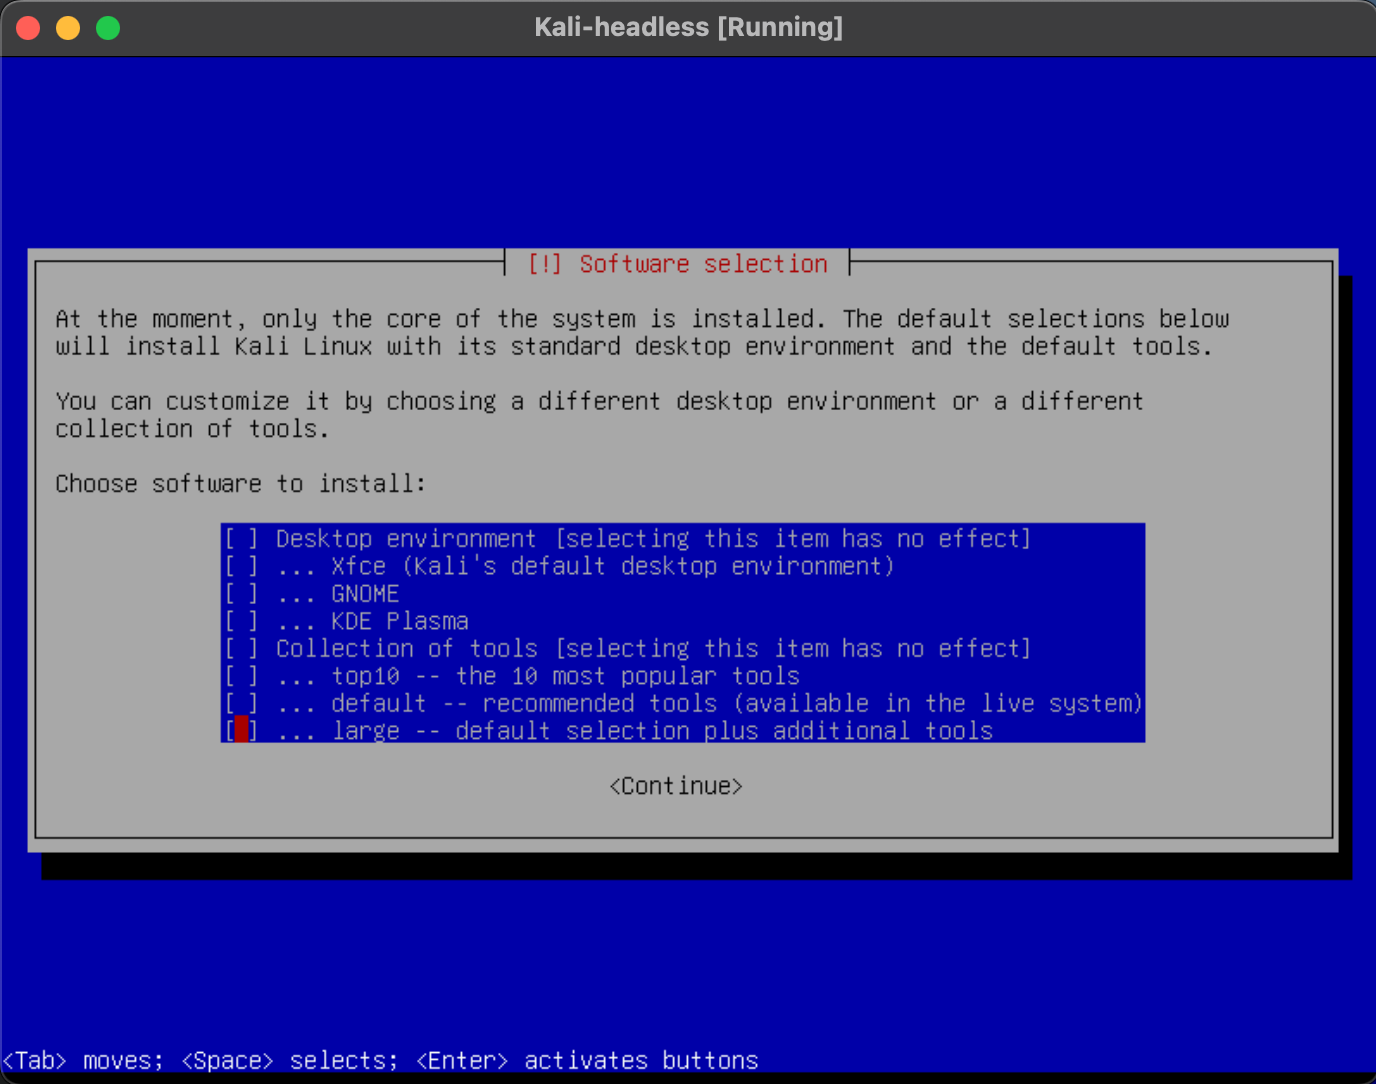 Kali-headless [Running]
[!] Software selection
At the moment, only the core of the system is installed. The default selections below
will install Kali Linux with its standard desktop environment and the default tools.
You can customize it by choosing a different desktop environment or a different
collection of tools.
Choose software to install:
[ ] Desktop environment [selecting this item has no effect]
[ ] ... Xfce (Kali's default desktop environment)
[ ] ... GNOME
[ ] ... KDE Plasma
[ ] Collection of tools [selecting this item has no effect]
[ ] ... top10 -- the 10 most popular tools
[ ] ... default -- recommended tools (available in the live system)
[ ] ... large -- default selection plus additional tools
<Continue>
<Tab> moves; <Space> selects; <Enter> activates buttons